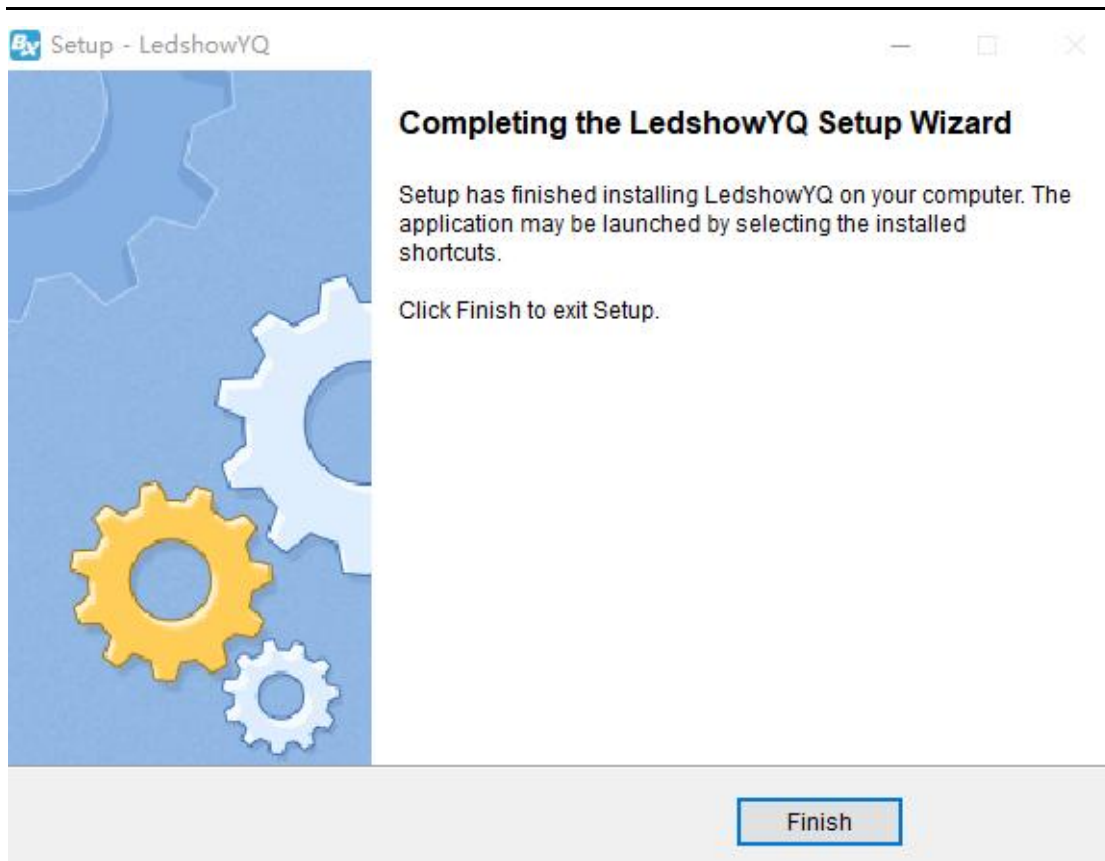 BX Setup - LedshowYQ
Completing the LedshowYQ Setup Wizard
Setup has finished installing LedshowYQ on your computer. The
application may be launched by selecting the installed
shortcuts.
Click Finish to exit Setup.
Finish